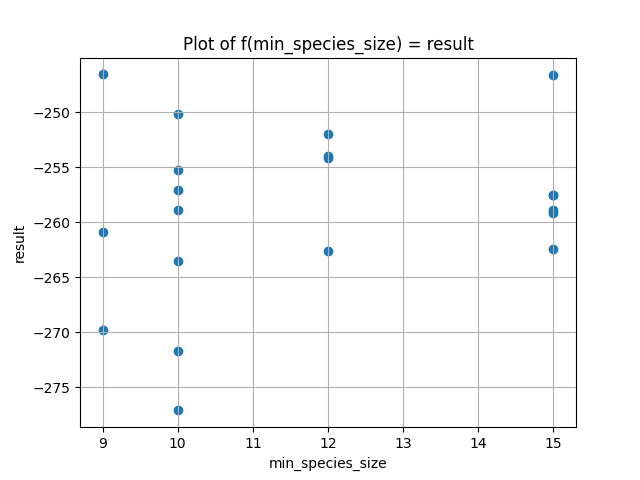 Plot of f(min_species_size) = result
result
−250
−255
−260
−265
−270
−275
9 10 11 12 13 14 15
min_species_size